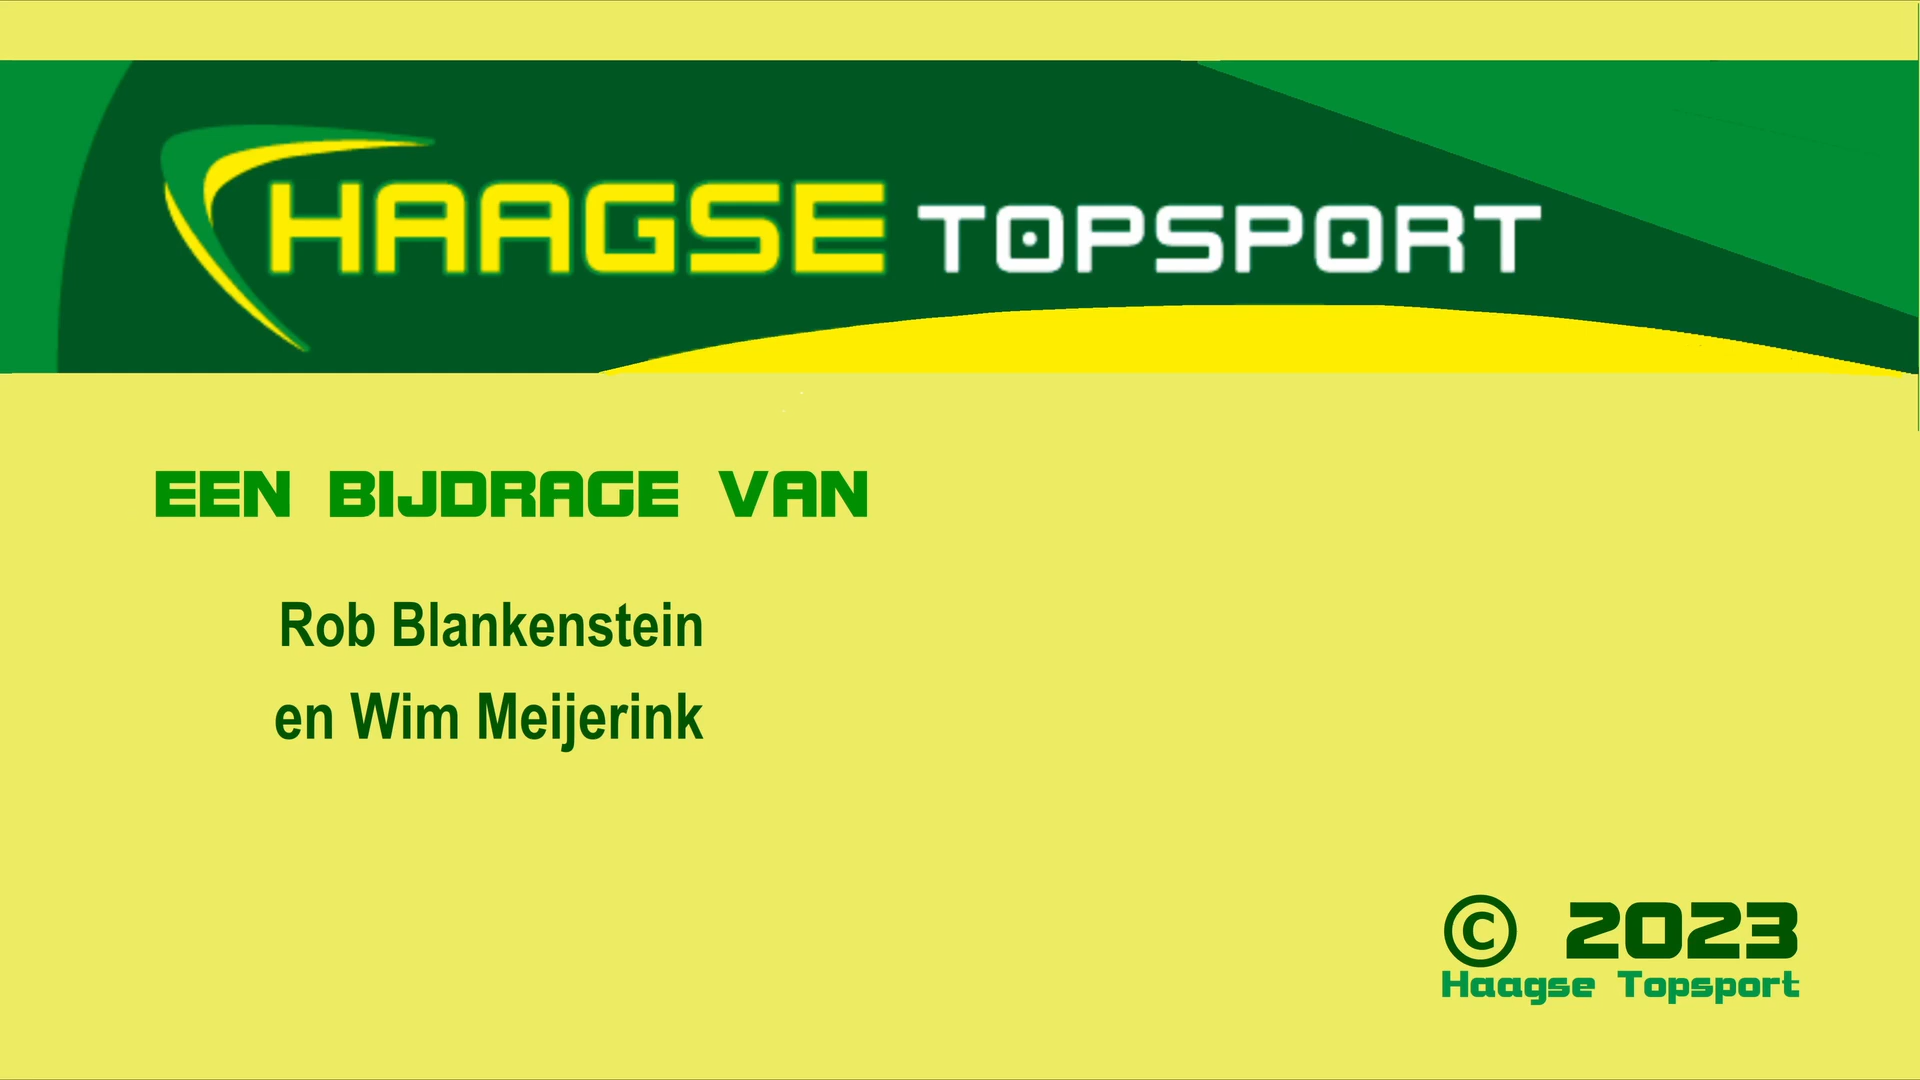 HAAGSE TOPSPORT
EEN BIJDRAGE VAN
Rob Blankenstein
en Wim Meijerink
© 2023
Haagse Topsport